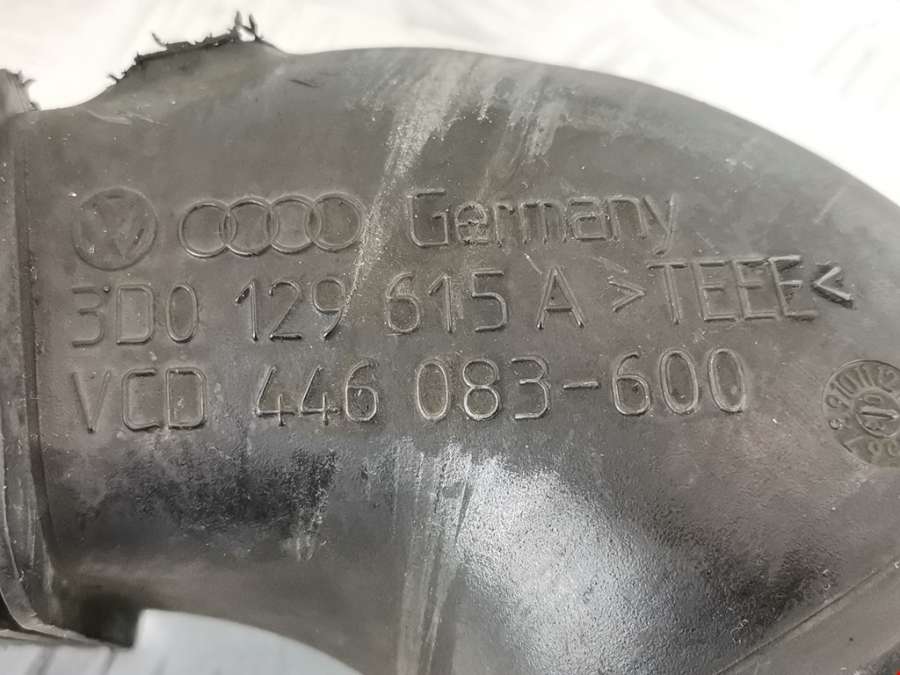 Germany
3D0 129 615 A >TEEE<
VCD 446 083-600